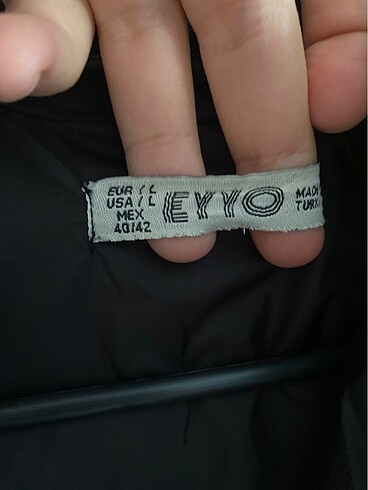 EUR / L
USA / L
MEX
40/42
EYYO
MADE
TURK